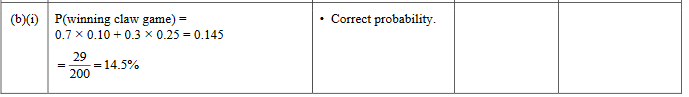 (b)(i) P(winning claw game) = • Correct probability.
0.7 × 0.10 + 0.3 × 0.25 = 0.145
= 29/200 = 14.5%